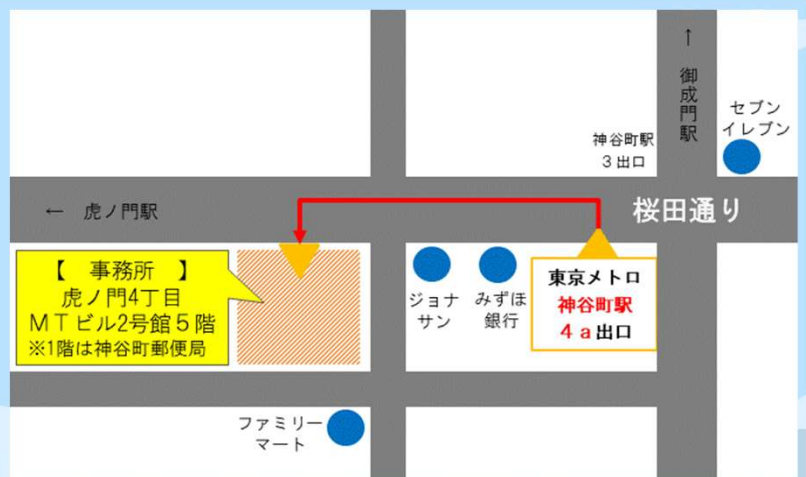 ↑
御成門駅
セブン
イレブン
神谷町駅
３出口
← 虎ノ門駅
桜田通り
【 事務所 】
虎ノ門4丁目
ＭＴビル2号館５階
※1階は神谷町郵便局
ジョナ
サン
みずほ
銀行
東京メトロ
神谷町駅
４ａ出口
ファミリー
マート